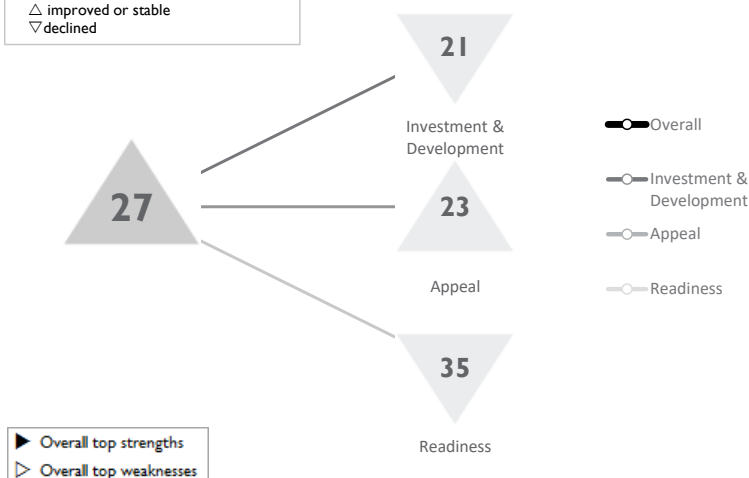 △ improved or stable
▽ declined
21
Investment &
Development
27
23
Appeal
35
Readiness
Overall
Investment &
Development
Appeal
Readiness
▶ Overall top strengths
▷ Overall top weaknesses